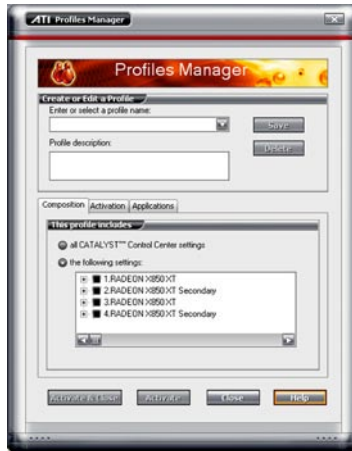 ATI Profiles Manager
Profiles Manager
Create or Edit a Profile
Enter or select a profile name:
Save
Profile description:
Delete
Composition Activation Applications
This profile includes
all CATALYST™ Control Center settings
the following settings:
1.RADEON X850 XT
2.RADEON X850 XT Secondary
3.RADEON X850 XT
4.RADEON X850 XT Secondary
Activate & Close Activate Close Help